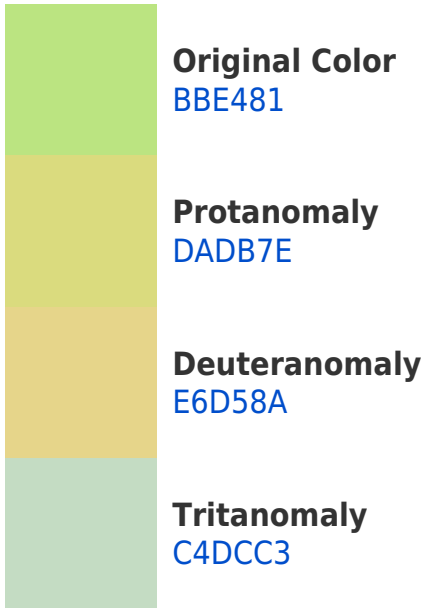 Original Color
BBE481
Protanomaly
DADB7E
Deuteranomaly
E6D58A
Tritanomaly
C4DCC3